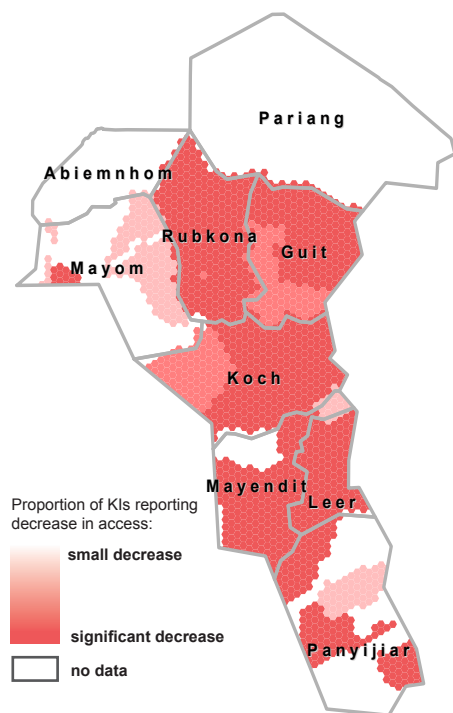 Pariang
Abiemnhom
Rubkona
Guit
Mayom
Koch
Mayendit
Leer
Proportion of KIs reporting
decrease in access:
small decrease
significant decrease
no data
Panyijiar